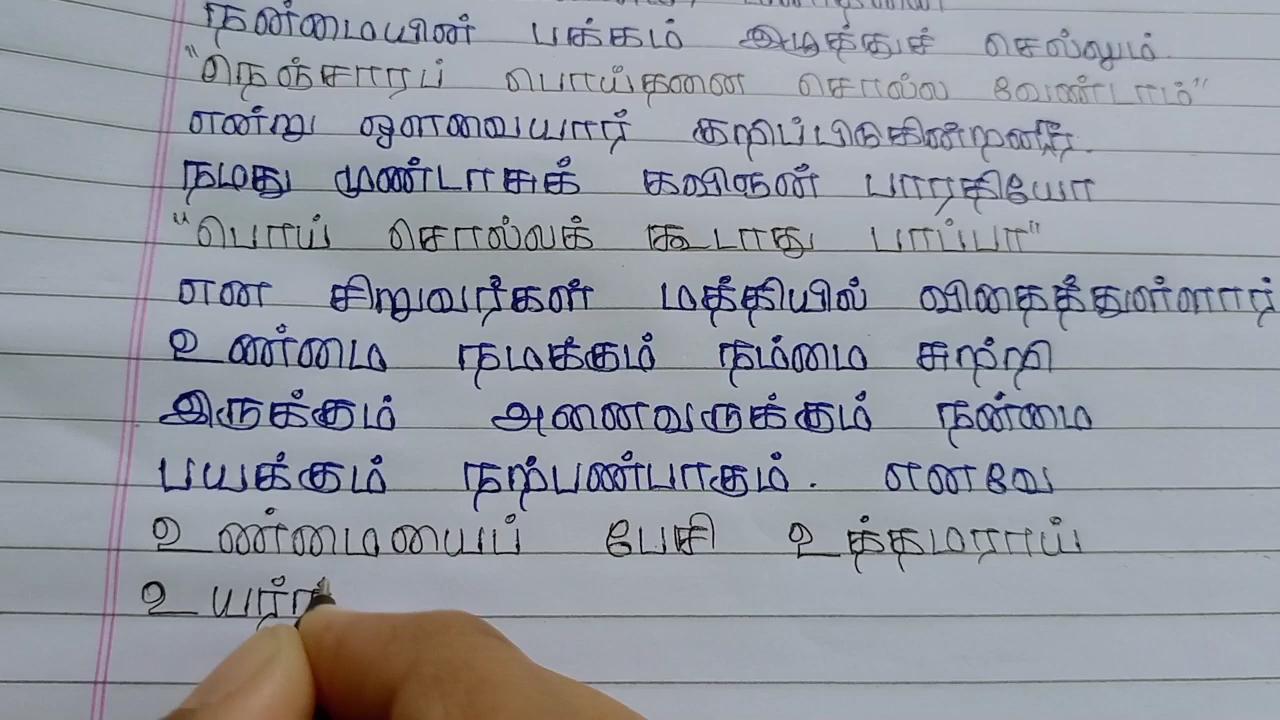 நன்மையின் பக்கம் அழைத்துச் செல்லும்
"நெஞ்சாரப் பொய்தனை சொல்ல வேண்டாம்"
என்று ஔவையார் குறிப்பிடுகின்றனர்.
நமது முண்டாசுக் கவிஞன் பாரதியோ
"பொய் சொல்லக் கூடாது பாப்பா"
என சிறுவர்கள் மத்தியில் விதைத்துள்ளார்
உண்மை நமக்கும் நம்மை சுற்றி
இருக்கும் அனைவருக்கும் நன்மை
பயக்கும் நற்பண்பாகும். எனவே
உண்மையைப் பேசி உத்தமராய்